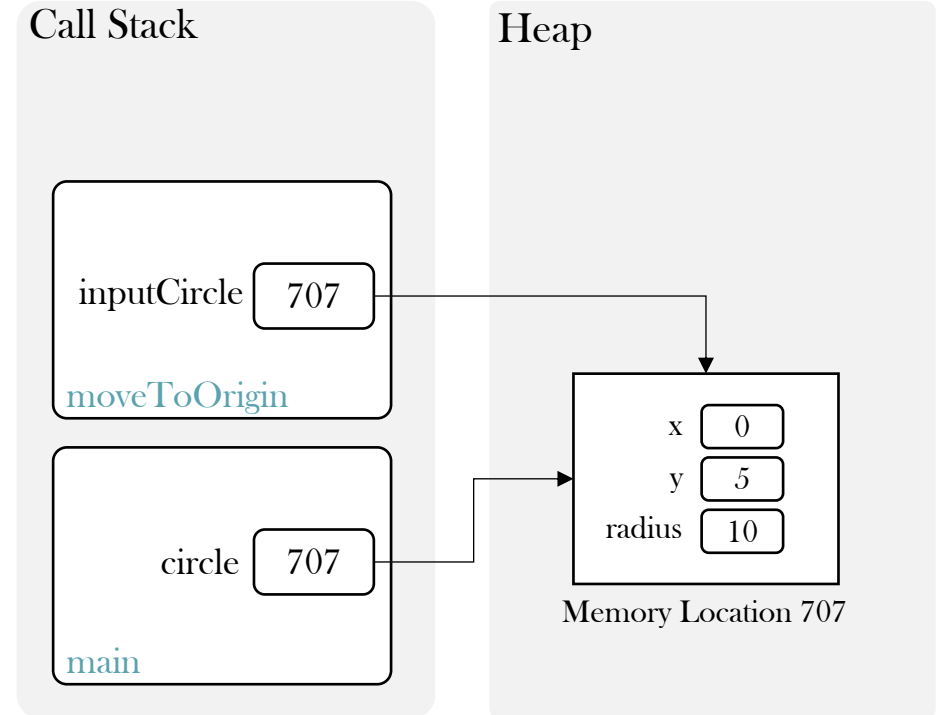 Call Stack
Heap
inputCircle 707
moveToOrigin
circle 707
main
x 0
y 5
radius 10
Memory Location 707